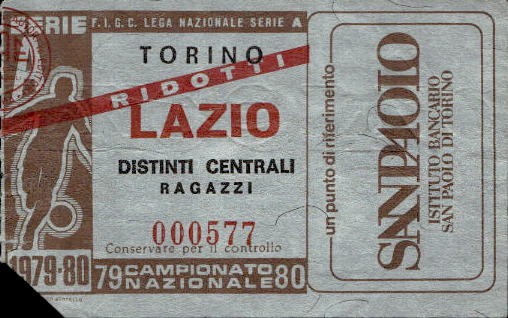 SERIE
F.I.G.C. LEGA NAZIONALE SERIE A
TORINO
RIDOTTI
LAZIO
DISTINTI CENTRALI
RAGAZZI
000577
Conservare per il controllo
1979-80
79 CAMPIONATO
NAZIONALE 80
un punto di riferimento
SANPAOLO
ISTITUTO BANCARIO
SAN PAOLO DI TORINO